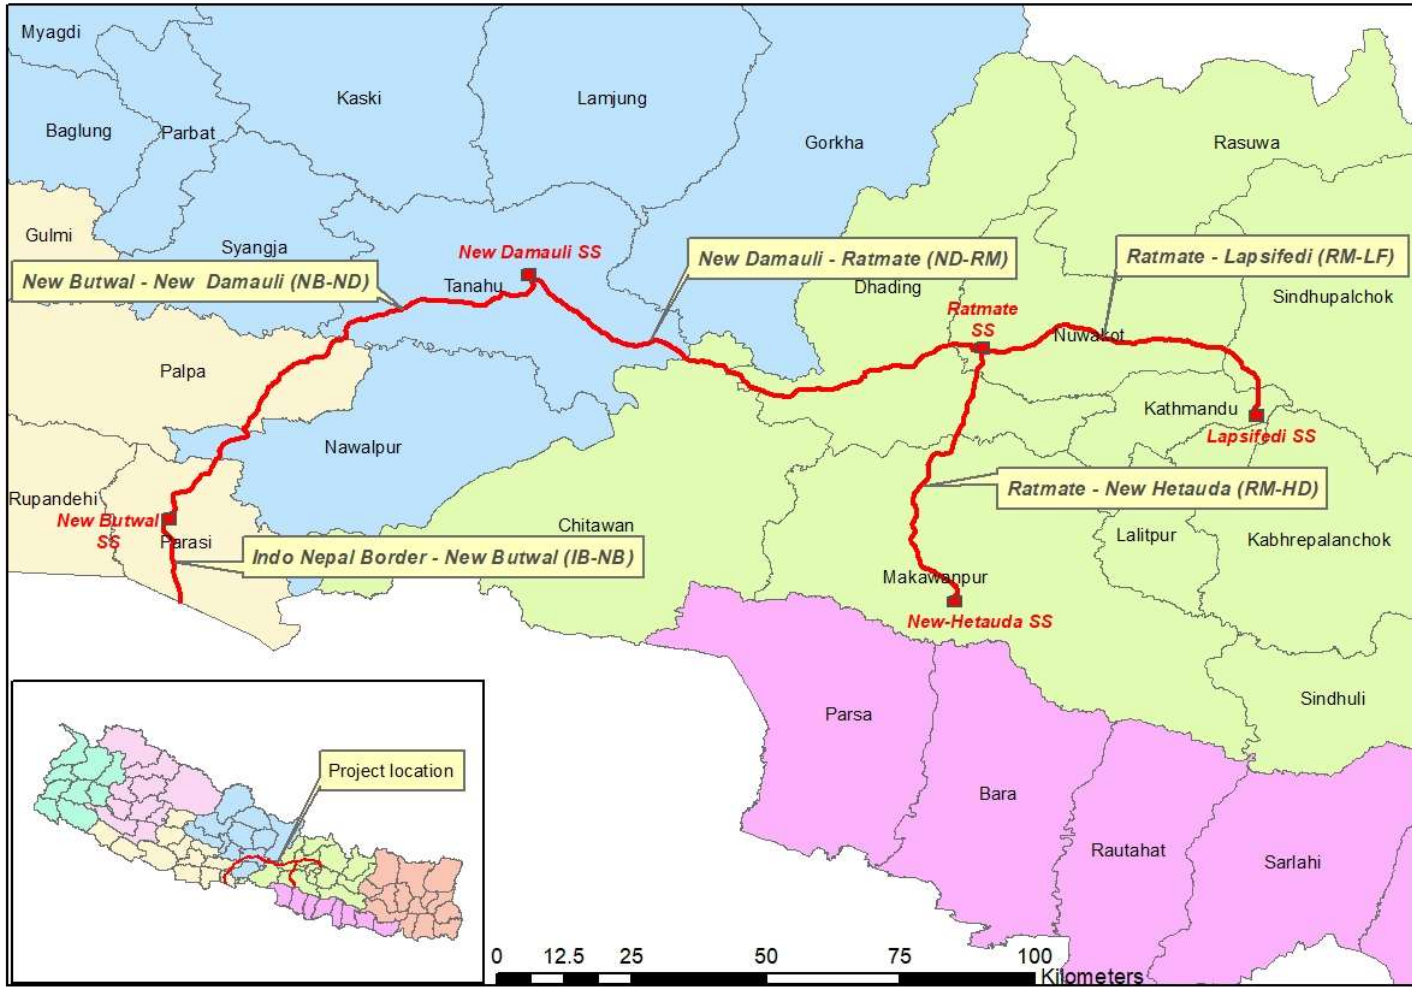 Myagdi
Kaski
Lamjung
Baglung
Parbat
Gorkha
Rasuwa
Gulmi
Syangja
New Damauli SS
New Damauli - Ratmate (ND-RM)
Ratmate - Lapsifedi (RM-LF)
New Butwal - New Damauli (NB-ND)
Tanahu
Dhading
Sindhupalchok
Ratmate
SS
Nuwakot
Palpa
Kathmandu
Lapsifedi SS
Nawalpur
Rupandehi
Ratmate - New Hetauda (RM-HD)
New Butwal
SS
Parasi
Chitawan
Lalitpur
Kabhrepalanchok
Indo Nepal Border - New Butwal (IB-NB)
Makawanpur
New-Hetauda SS
Sindhuli
Parsa
Project location
Bara
Rautahat
Sarlahi
0 12.5 25 50 75 100
Kilometers